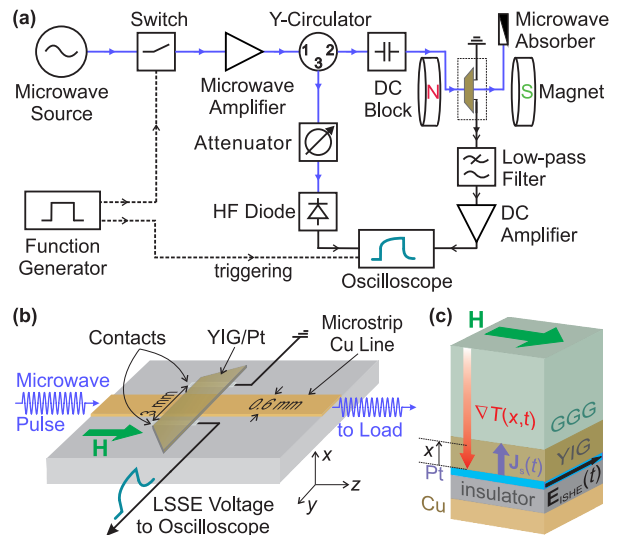 (a)
Switch
Y-Circulator
Microwave
Absorber
1 2
3
Microwave
Source
Microwave
Amplifier
DC
Block
N
S
Magnet
Attenuator
Low-pass
Filter
HF Diode
DC
Amplifier
Function
Generator
triggering
Oscilloscope
(b)
Contacts
YIG/Pt
Microstrip
Cu Line
Microwave
Pulse
2 mm
0.6 mm
to Load
H
LSSE Voltage
to Oscilloscope
x
y
z
(c)
H
∇T(x,t)
GGG
x
YIG
Js(t)
Pt
insulator
EISHE(t)
Cu